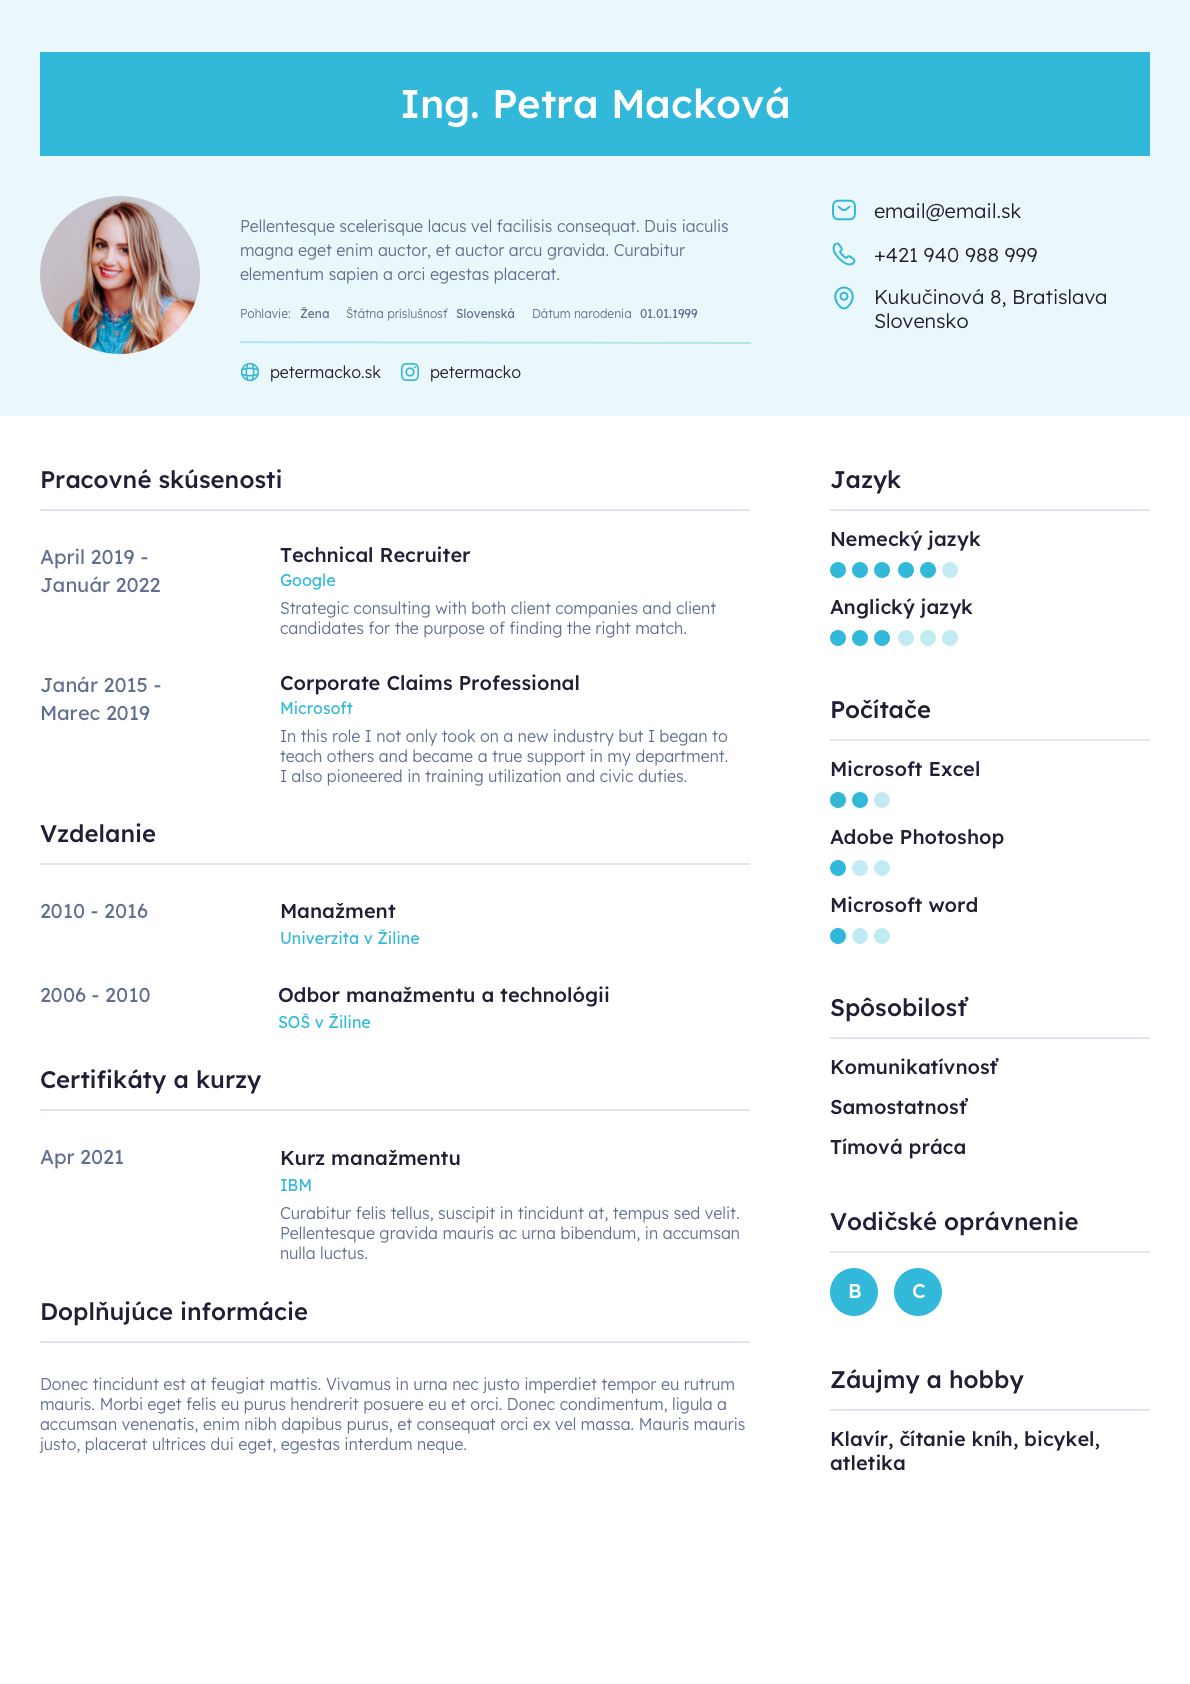 Ing. Petra Macková
Pellentesque scelerisque lacus vel facilisis consequat. Duis iaculis
magna eget enim auctor, et auctor arcu gravida. Curabitur
elementum sapien a orci egestas placerat.
Pohlavie: Žena Štátna príslušnosť Slovenská Dátum narodenia 01.01.1999
petermacko.sk petermacko
email@email.sk
+421 940 988 999
Kukučinová 8, Bratislava
Slovensko
Pracovné skúsenosti
April 2019 -
Január 2022
Technical Recruiter
Google
Strategic consulting with both client companies and client
candidates for the purpose of finding the right match.
Janár 2015 -
Marec 2019
Corporate Claims Professional
Microsoft
In this role I not only took on a new industry but I began to
teach others and became a true support in my department.
I also pioneered in training utilization and civic duties.
Vzdelanie
2010 - 2016
Manažment
Univerzita v Žiline
2006 - 2010
Odbor manažmentu a technológii
SOŠ v Žiline
Certifikáty a kurzy
Apr 2021
Kurz manažmentu
IBM
Curabitur felis tellus, suscipit in tincidunt at, tempus sed velit.
Pellentesque gravida mauris ac urna bibendum, in accumsan
nulla luctus.
Doplňujúce informácie
Donec tincidunt est at feugiat mattis. Vivamus in urna nec justo imperdiet tempor eu rutrum
mauris. Morbi eget felis eu purus hendrerit posuere eu et orci. Donec condimentum, ligula a
accumsan venenatis, enim nibh dapibus purus, et consequat orci ex vel massa. Mauris mauris
justo, placerat ultrices dui eget, egestas interdum neque.
Jazyk
Nemecký jazyk
Anglický jazyk
Počítače
Microsoft Excel
Adobe Photoshop
Microsoft word
Spôsobilosť
Komunikatívnosť
Samostatnosť
Tímová práca
Vodičské oprávnenie
B C
Záujmy a hobby
Klavír, čítanie kníh, bicykel,
atletika